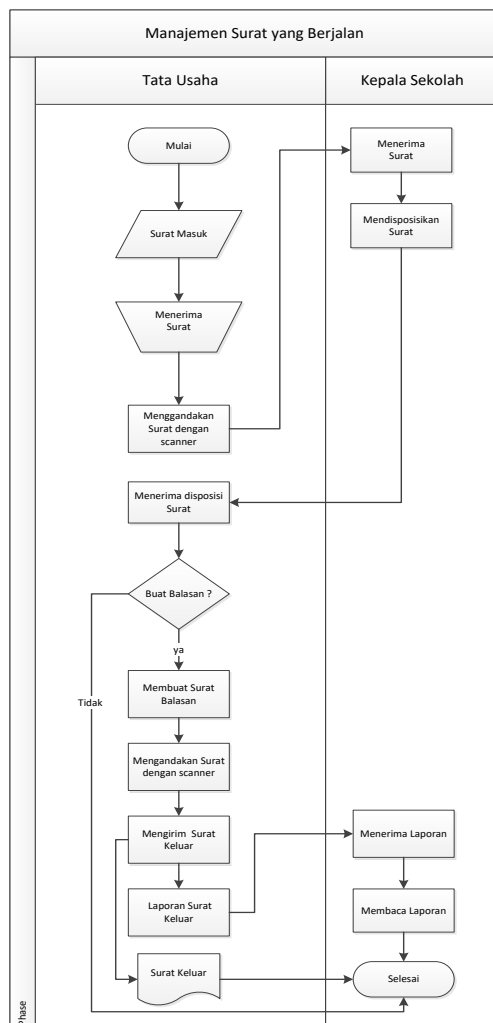 Manajemen Surat yang Berjalan
Tata Usaha
Kepala Sekolah
Mulai
Surat Masuk
Menerima
Surat
Menggandakan
Surat dengan
scanner
Menerima
Surat
Mendisposisikan
Surat
Menerima disposisi
Surat
Buat Balasan ?
ya
Tidak
Membuat Surat
Balasan
Mengandakan Surat
dengan scanner
Mengirim Surat
Keluar
Laporan Surat
Keluar
Menerima Laporan
Membaca Laporan
Surat Keluar
Selesai
Phase